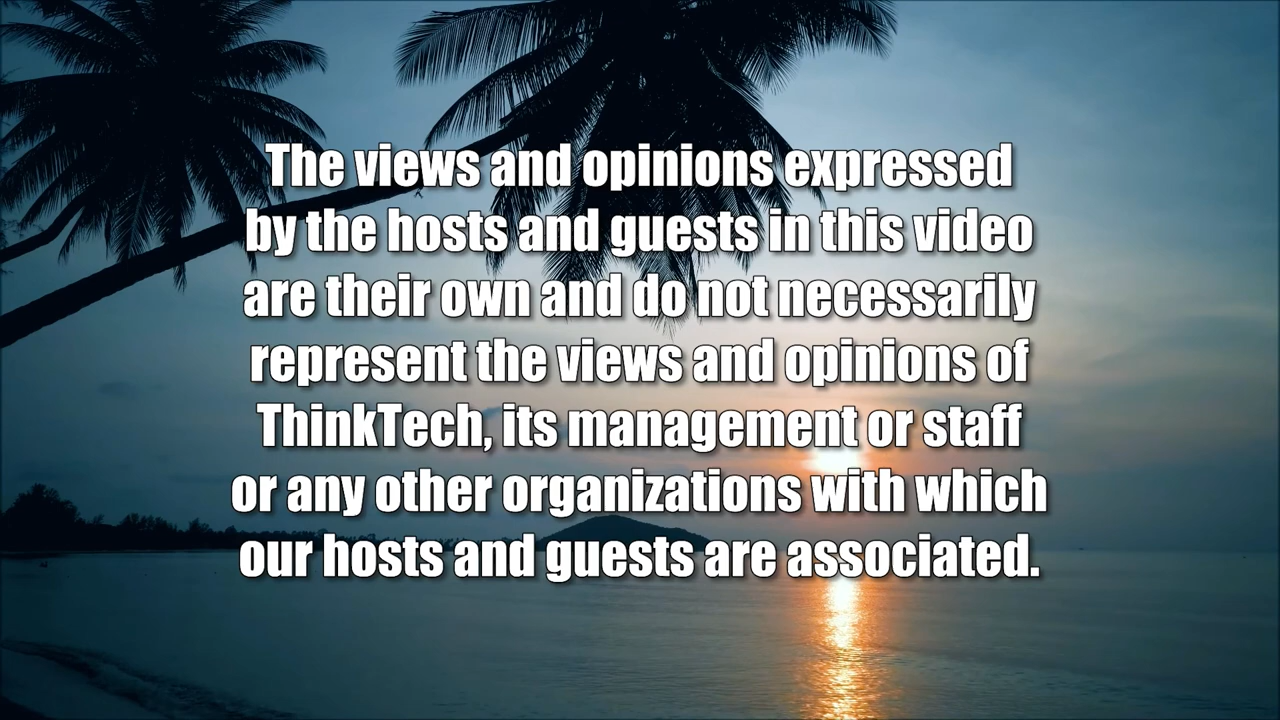 The views and opinions expressed
by the hosts and guests in this video
are their own and do not necessarily
represent the views and opinions of
ThinkTech, its management or staff
or any other organizations with which
our hosts and guests are associated.